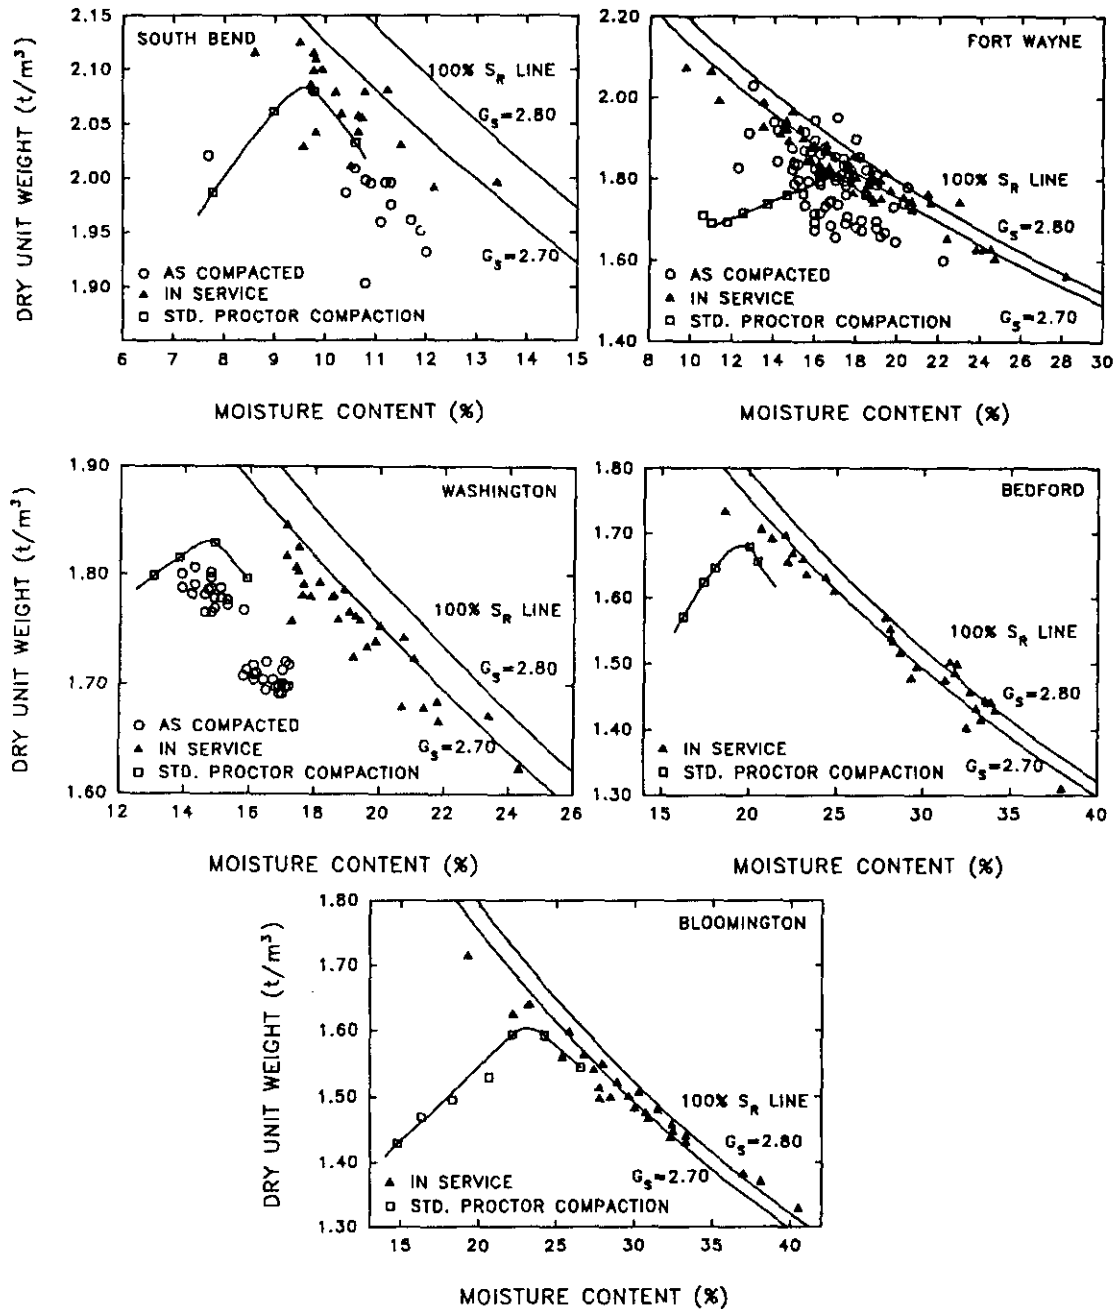 DRY UNIT WEIGHT (t/m³)
2.15
2.10
2.05
2.00
1.95
1.90
SOUTH BEND
100% S_R LINE
G_S=2.80
G_S=2.70
AS COMPACTED
IN SERVICE
STD. PROCTOR COMPACTION
6 7 8 9 10 11 12 13 14 15
MOISTURE CONTENT (%)
2.20
2.00
1.80
1.60
1.40
FORT WAYNE
100% S_R LINE
G_S=2.80
AS COMPACTED
IN SERVICE
STD. PROCTOR COMPACTION
G_S=2.70
8 10 12 14 16 18 20 22 24 26 28 30
MOISTURE CONTENT (%)
DRY UNIT WEIGHT (t/m³)
1.90
1.80
1.70
1.60
WASHINGTON
100% S_R LINE
G_S=2.80
AS COMPACTED
G_S=2.70
IN SERVICE
STD. PROCTOR COMPACTION
12 14 16 18 20 22 24 26
MOISTURE CONTENT (%)
1.80
1.70
1.60
1.50
1.40
1.30
BEDFORD
100% S_R LINE
G_S=2.80
IN SERVICE
G_S=2.70
STD. PROCTOR COMPACTION
15 20 25 30 35 40
MOISTURE CONTENT (%)
DRY UNIT WEIGHT (t/m³)
1.80
1.70
1.60
1.50
1.40
1.30
BLOOMINGTON
100% S_R LINE
G_S=2.80
G_S=2.70
IN SERVICE
STD. PROCTOR COMPACTION
15 20 25 30 35 40
MOISTURE CONTENT (%)